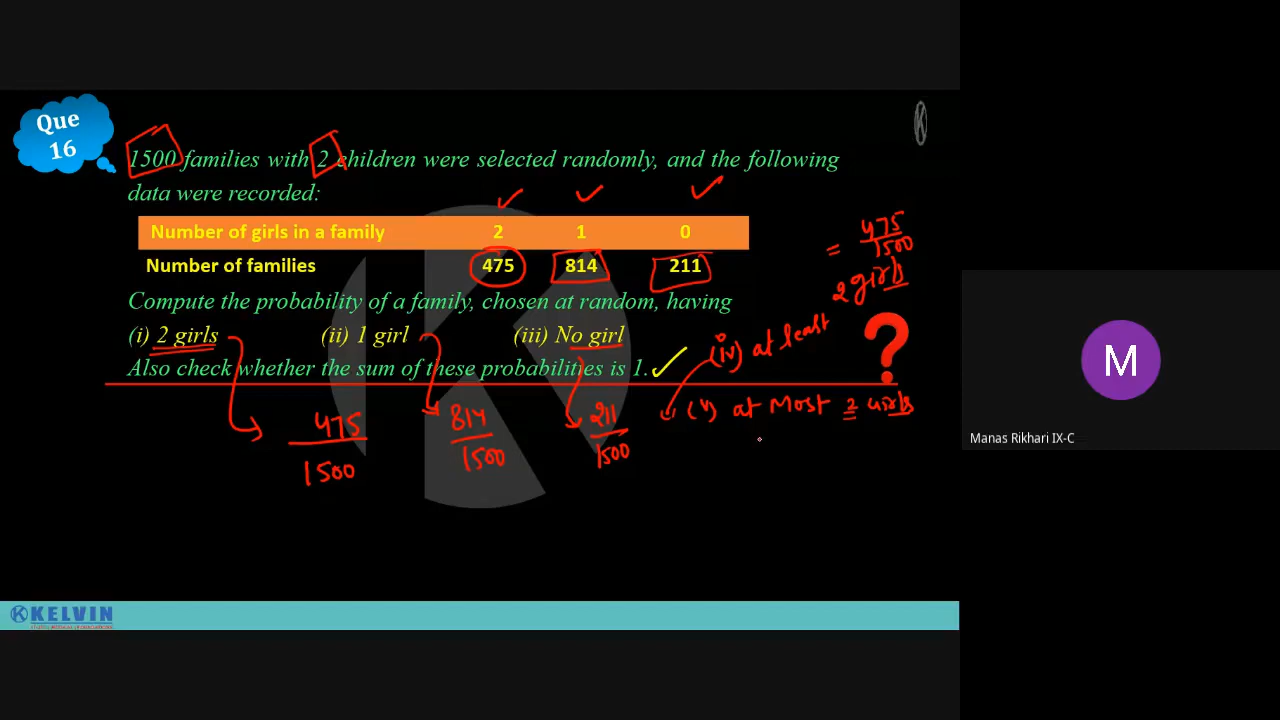 Que
16
1500 families with 2 children were selected randomly, and the following
data were recorded:
Number of girls in a family 2 1 0
Number of families 475 814 211
Compute the probability of a family, chosen at random, having
(i) 2 girls (ii) 1 girl (iii) No girl
Also check whether the sum of these probabilities is 1.
(iv) at least
2 girls
= 475
1500
?
(v) at Most 2 Girls
475
1500
814
1500
211
1500
KELVIN
M
Manas Rikhari IX-C